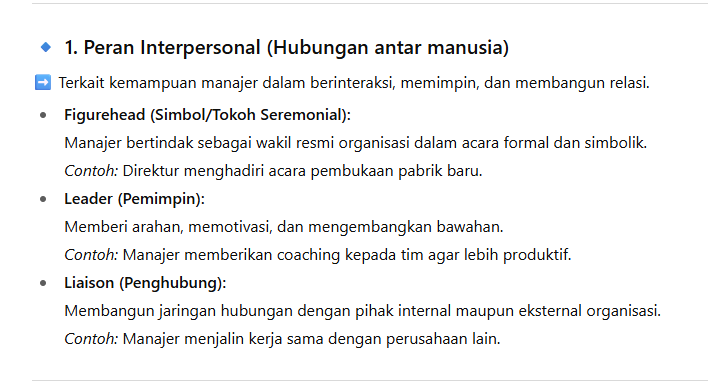 1. Peran Interpersonal (Hubungan antar manusia)
➡️ Terkait kemampuan manajer dalam berinteraksi, memimpin, dan membangun relasi.
• Figurehead (Simbol/Tokoh Seremonial):
Manajer bertindak sebagai wakil resmi organisasi dalam acara formal dan simbolik.
Contoh: Direktur menghadiri acara pembukaan pabrik baru.
• Leader (Pemimpin):
Memberi arahan, memotivasi, dan mengembangkan bawahan.
Contoh: Manajer memberikan coaching kepada tim agar lebih produktif.
• Liaison (Penghubung):
Membangun jaringan hubungan dengan pihak internal maupun eksternal organisasi.
Contoh: Manajer menjalin kerja sama dengan perusahaan lain.